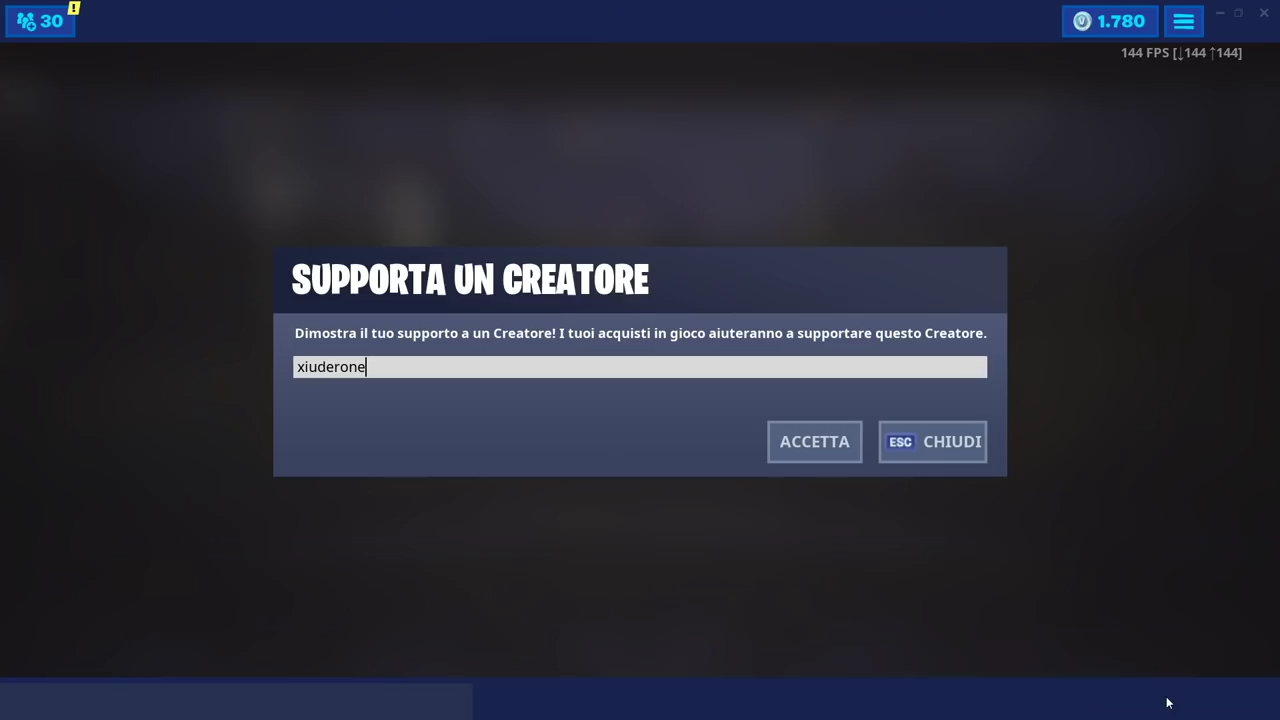 30
!
1.780
144 FPS [↓144 ↑144]
SUPPORTA UN CREATORE
Dimostra il tuo supporto a un Creatore! I tuoi acquisti in gioco aiuteranno a supportare questo Creatore.
xiuderone
ACCETTA
ESC CHIUDI